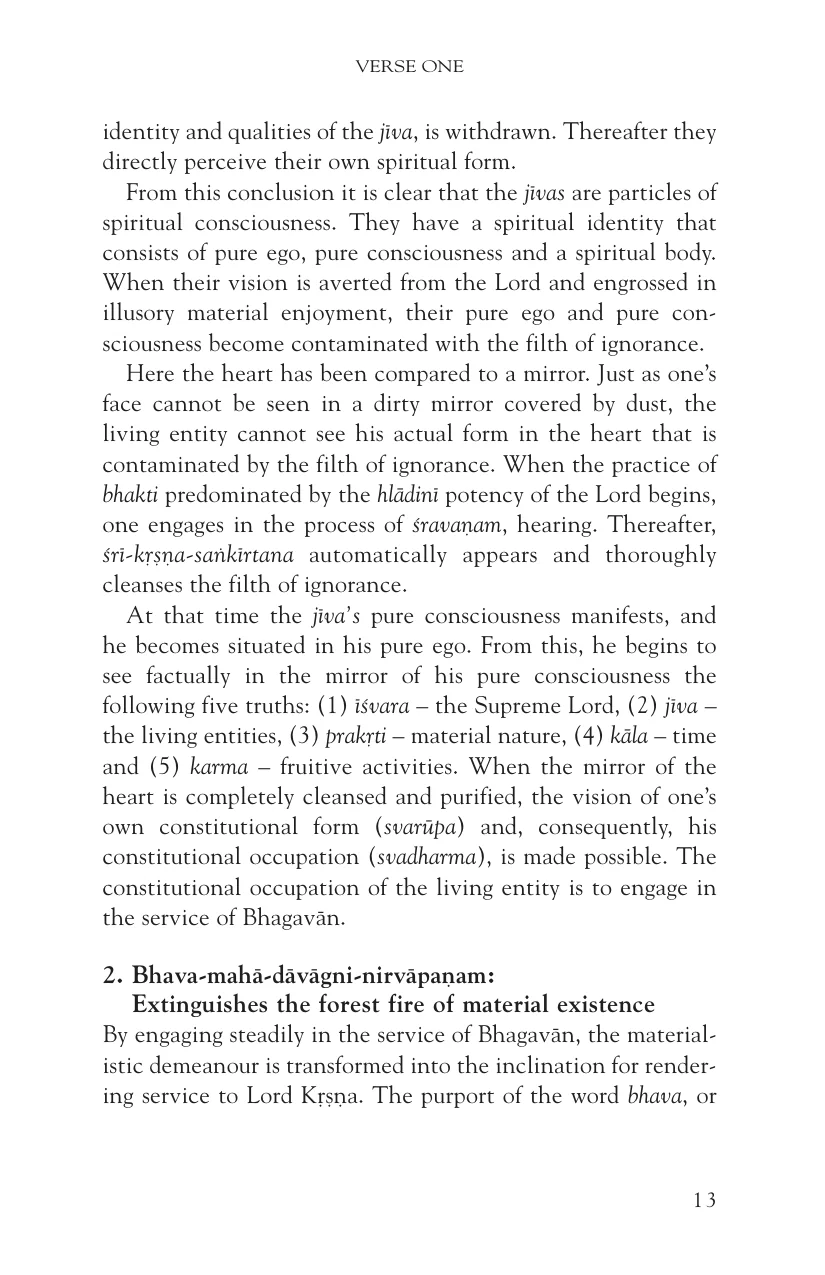 VERSE ONE
identity and qualities of the jīva, is withdrawn. Thereafter they
directly perceive their own spiritual form.
From this conclusion it is clear that the jīvas are particles of
spiritual consciousness. They have a spiritual identity that
consists of pure ego, pure consciousness and a spiritual body.
When their vision is averted from the Lord and engrossed in
illusory material enjoyment, their pure ego and pure con-
sciousness become contaminated with the filth of ignorance.
Here the heart has been compared to a mirror. Just as one’s
face cannot be seen in a dirty mirror covered by dust, the
living entity cannot see his actual form in the heart that is
contaminated by the filth of ignorance. When the practice of
bhakti predominated by the hlādinī potency of the Lord begins,
one engages in the process of śravaṇam, hearing. Thereafter,
śrī-kṛṣṇa-saṅkīrtana automatically appears and thoroughly
cleanses the filth of ignorance.
At that time the jīva’s pure consciousness manifests, and
he becomes situated in his pure ego. From this, he begins to
see factually in the mirror of his pure consciousness the
following five truths: (1) īśvara – the Supreme Lord, (2) jīva –
the living entities, (3) prakṛti – material nature, (4) kāla – time
and (5) karma – fruitive activities. When the mirror of the
heart is completely cleansed and purified, the vision of one’s
own constitutional form (svarūpa) and, consequently, his
constitutional occupation (svadharma), is made possible. The
constitutional occupation of the living entity is to engage in
the service of Bhagavān.
2. Bhava-mahā-dāvāgni-nirvāpaṇam:
Extinguishes the forest fire of material existence
By engaging steadily in the service of Bhagavān, the material-
istic demeanour is transformed into the inclination for render-
ing service to Lord Kṛṣṇa. The purport of the word bhava, or
13